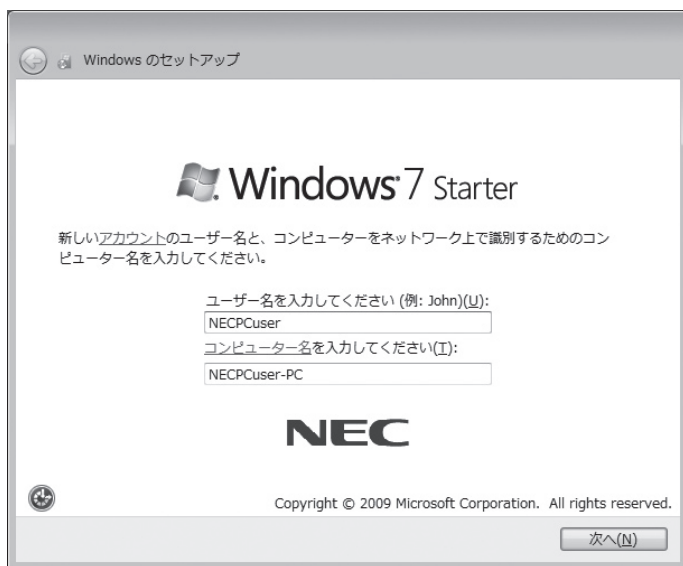 Windows のセットアップ
Windows 7 Starter
新しいアカウントのユーザー名と、コンピューターをネットワーク上で識別するためのコン
ピューター名を入力してください。
ユーザー名を入力してください (例: John)(U):
NECPCuser
コンピューター名を入力してください(T):
NECPCuser-PC
NEC
Copyright © 2009 Microsoft Corporation. All rights reserved.
次へ(N)